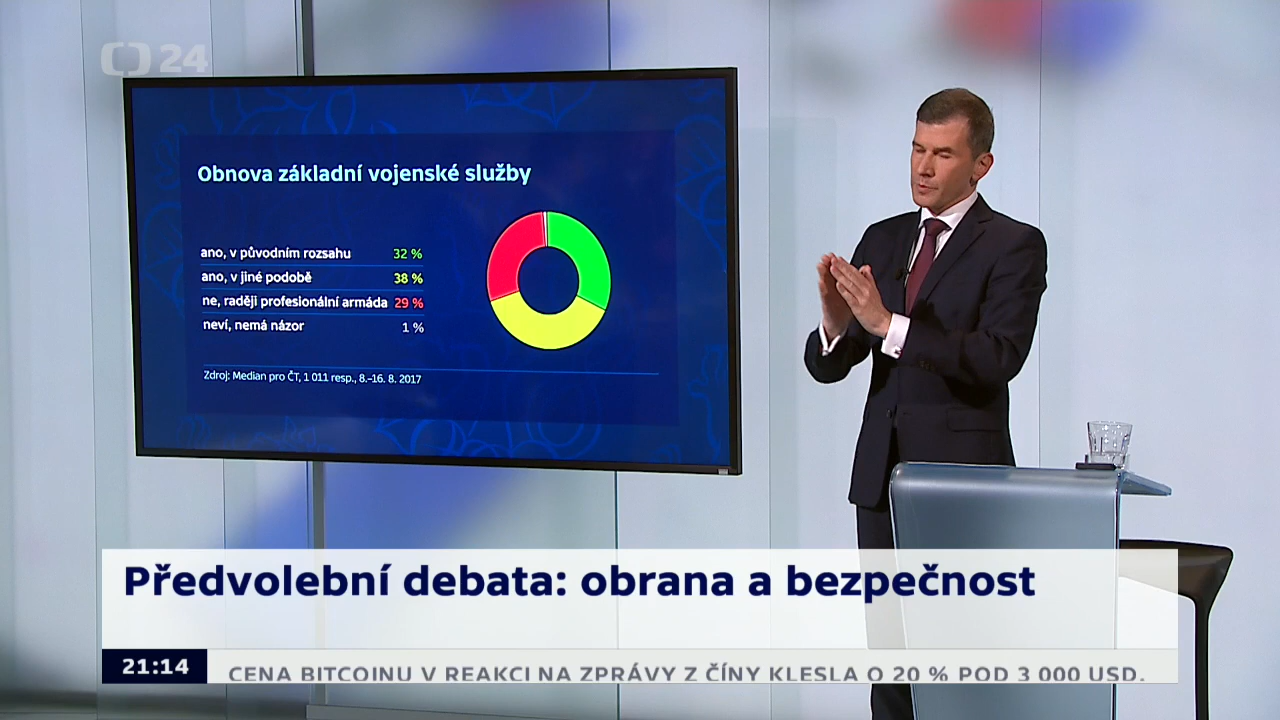 24
Obnova základní vojenské služby
ano, v původním rozsahu 32 %
ano, v jiné podobě 38 %
ne, raději profesionální armáda 29 %
neví, nemá názor 1 %
Zdroj: Median pro ČT, 1 011 resp., 8.–16. 8. 2017
Předvolební debata: obrana a bezpečnost
21:14 CENA BITCOINU V REAKCI NA ZPRÁVY Z ČÍNY KLESLA O 20 % POD 3 000 USD.